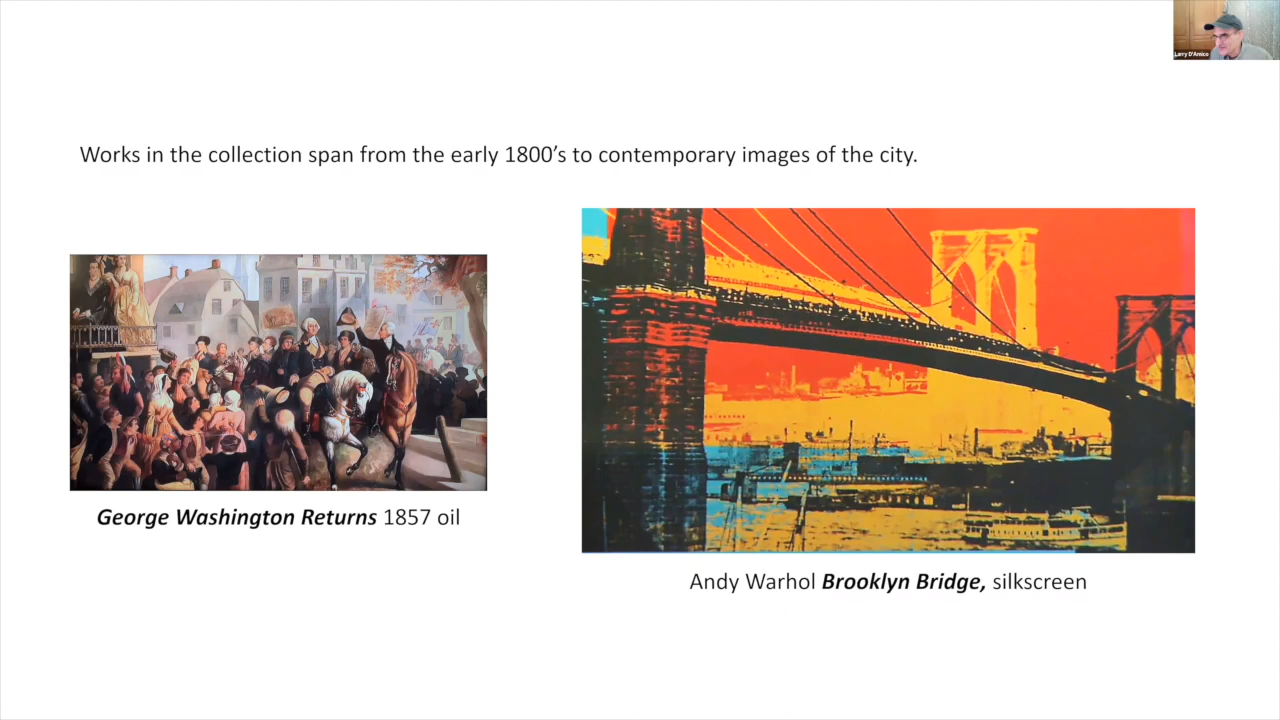 Larry D'Amico
Works in the collection span from the early 1800’s to contemporary images of the city.
George Washington Returns 1857 oil
Andy Warhol Brooklyn Bridge, silkscreen